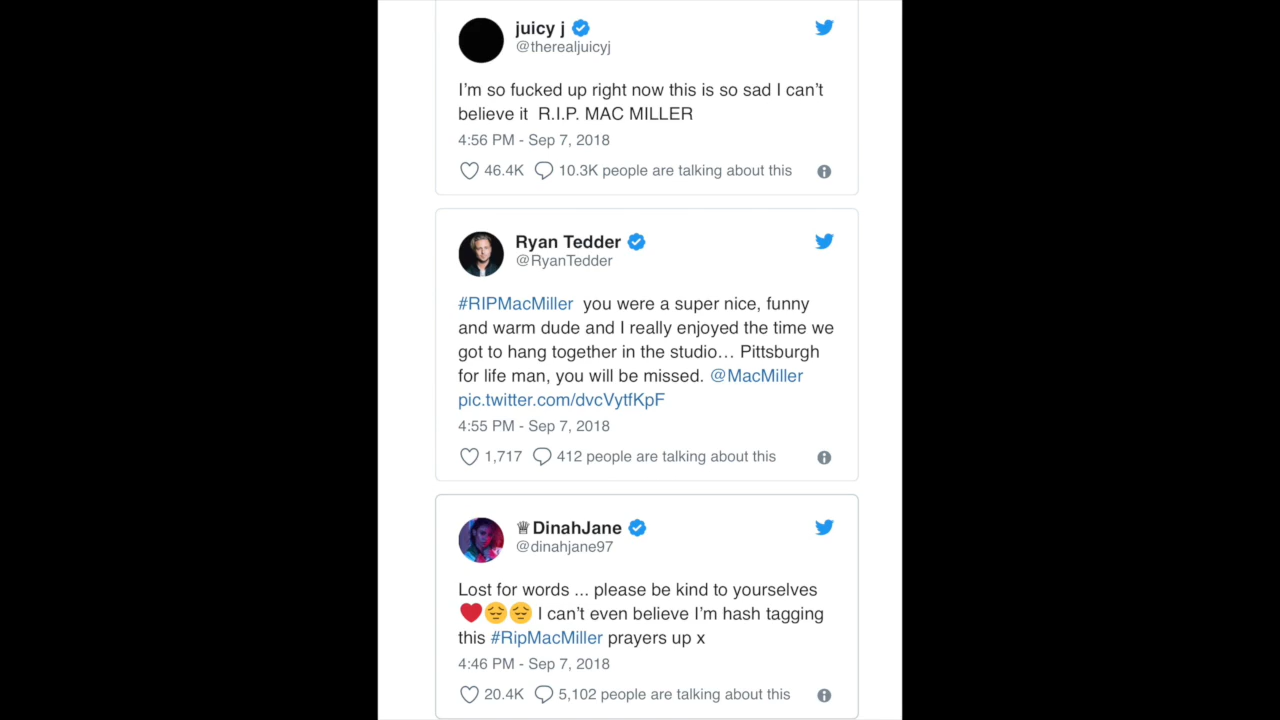 juicy j
@therealjuicyj
I’m so fucked up right now this is so sad I can’t
believe it  R.I.P. MAC MILLER
4:56 PM - Sep 7, 2018
46.4K 10.3K people are talking about this
Ryan Tedder
@RyanTedder
#RIPMacMiller  you were a super nice, funny
and warm dude and I really enjoyed the time we
got to hang together in the studio… Pittsburgh
for life man, you will be missed. @MacMiller
pic.twitter.com/dvcVytfKpF
4:55 PM - Sep 7, 2018
1,717 412 people are talking about this
♕DinahJane
@dinahjane97
Lost for words ... please be kind to yourselves
❤️😔😔 I can’t even believe I’m hash tagging
this #RipMacMiller prayers up x
4:46 PM - Sep 7, 2018
20.4K 5,102 people are talking about this